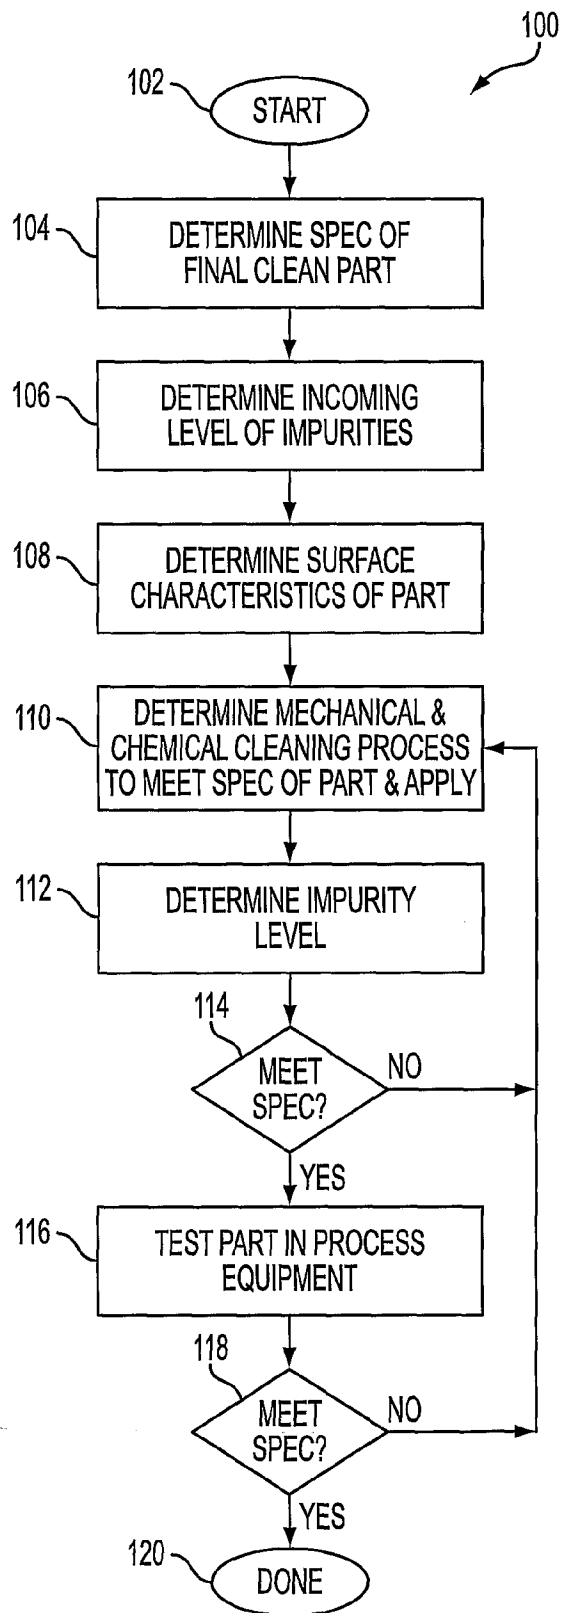 100
102
START
104
DETERMINE SPEC OF
FINAL CLEAN PART
106
DETERMINE INCOMING
LEVEL OF IMPURITIES
108
DETERMINE SURFACE
CHARACTERISTICS OF PART
110
DETERMINE MECHANICAL &
CHEMICAL CLEANING PROCESS
TO MEET SPEC OF PART & APPLY
112
DETERMINE IMPURITY
LEVEL
114
MEET
SPEC?
NO
YES
116
TEST PART IN PROCESS
EQUIPMENT
118
MEET
SPEC?
NO
YES
120
DONE